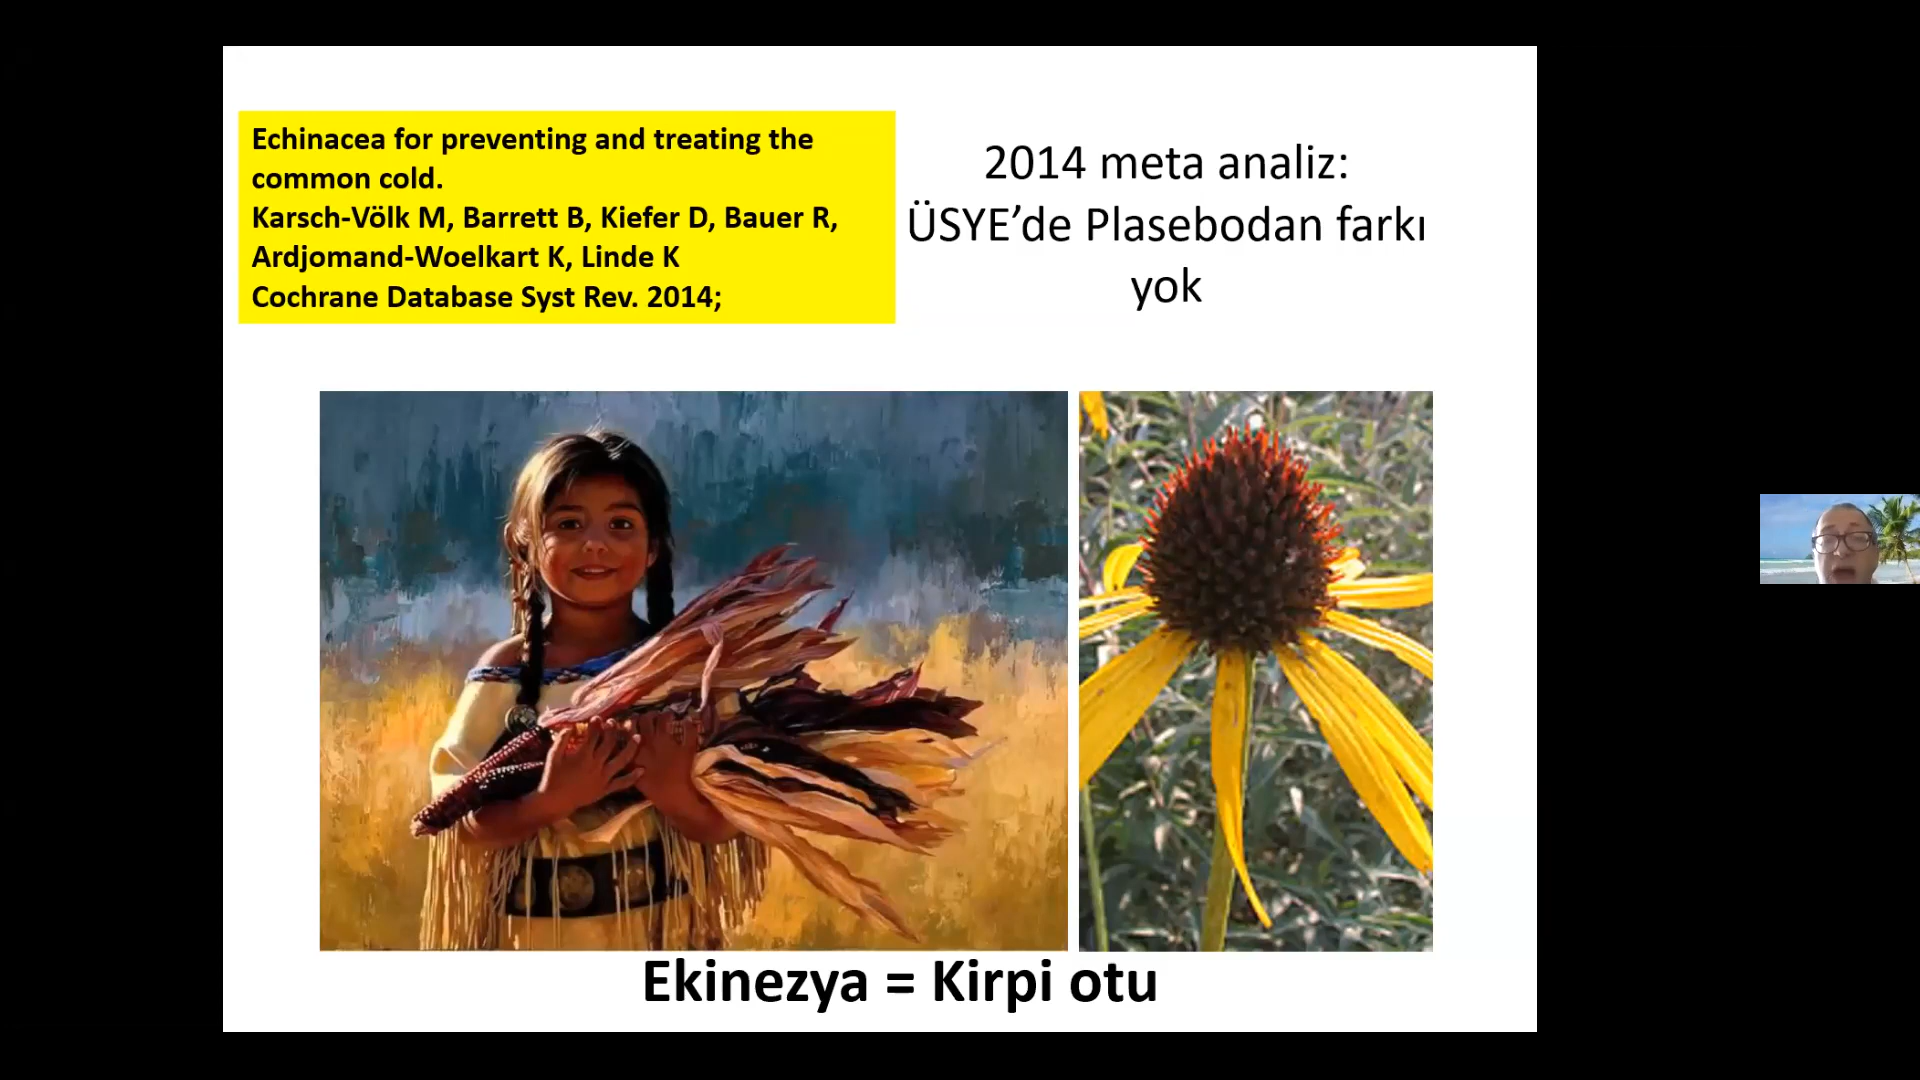 Echinacea for preventing and treating the
common cold.
Karsch-Völk M, Barrett B, Kiefer D, Bauer R,
Ardjomand-Woelkart K, Linde K
Cochrane Database Syst Rev. 2014;
2014 meta analiz:
ÜSYE’de Plasebodan farkı
yok
Ekinezya = Kirpi otu